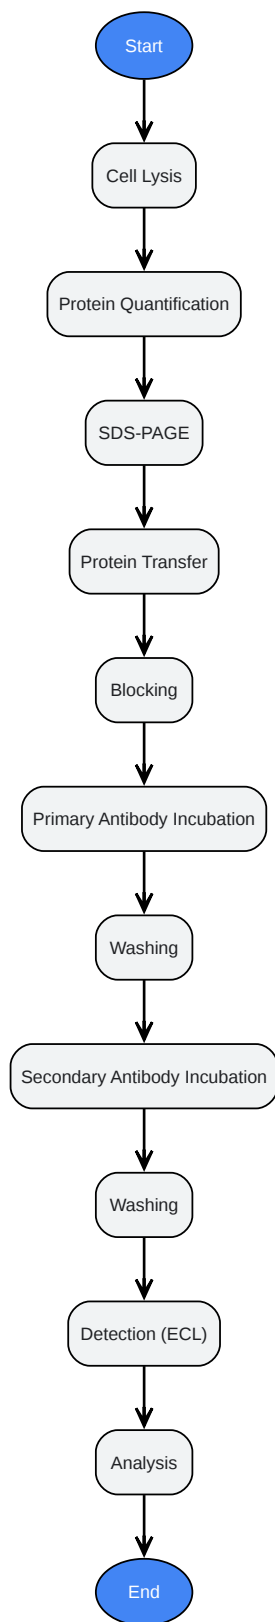 Start
Cell Lysis
Protein Quantification
SDS-PAGE
Protein Transfer
Blocking
Primary Antibody Incubation
Washing
Secondary Antibody Incubation
Washing
Detection (ECL)
Analysis
End